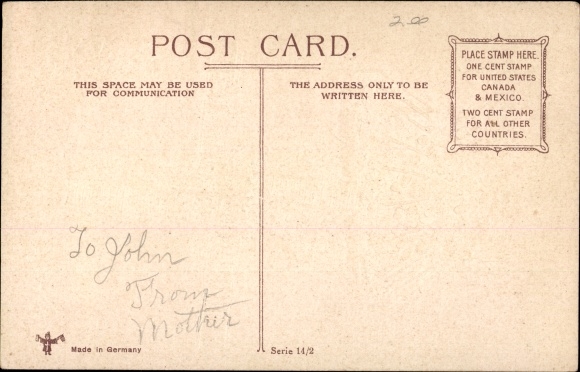 2.00
POST CARD.
THIS SPACE MAY BE USED
FOR COMMUNICATION
THE ADDRESS ONLY TO BE
WRITTEN HERE.
PLACE STAMP HERE.
ONE CENT STAMP
FOR UNITED STATES
CANADA
& MEXICO.
TWO CENT STAMP
FOR ALL OTHER
COUNTRIES.
To John
From
Mother
Made in Germany
Serie 14/2